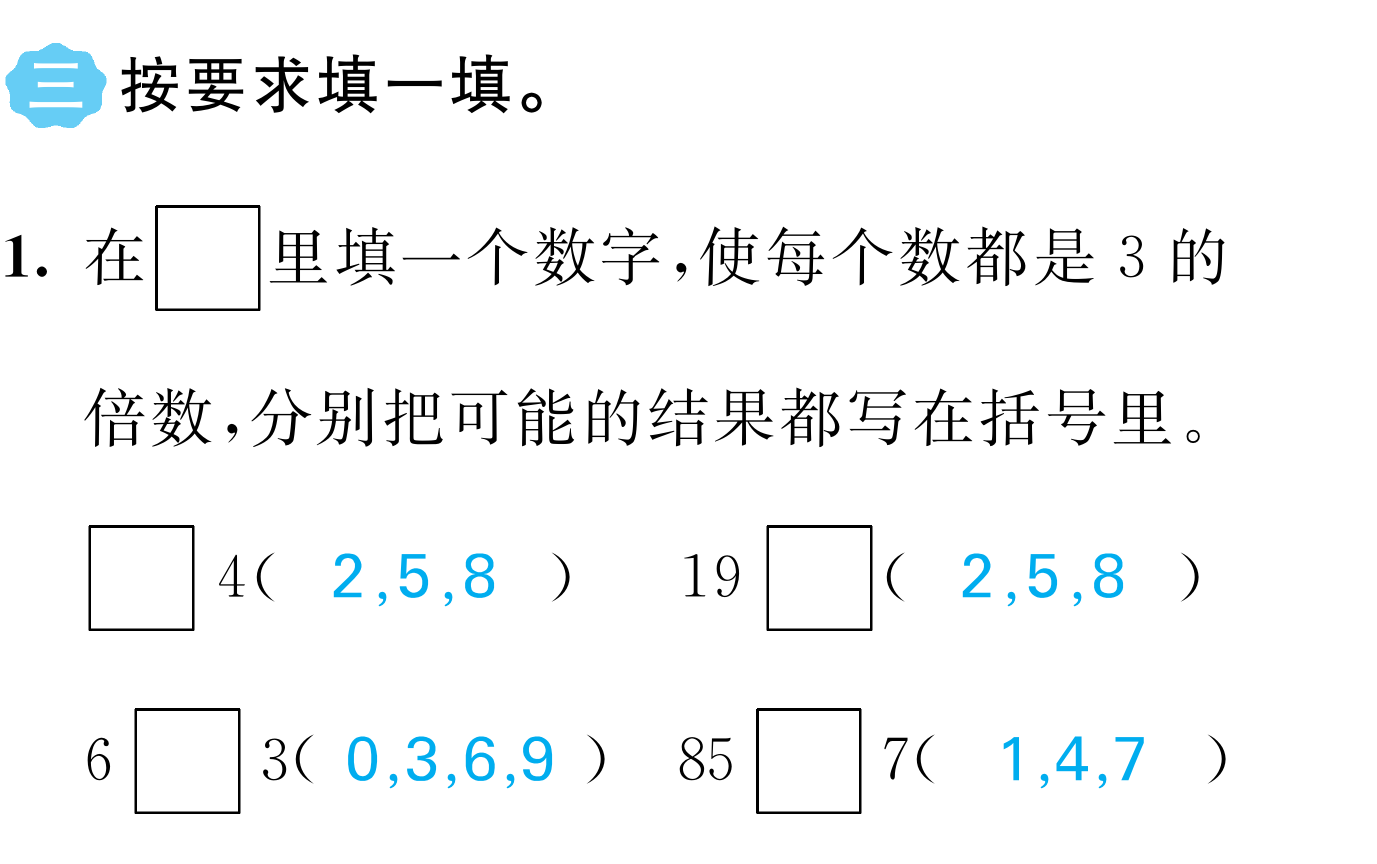 三 按要求填一填。
1. 在□里填一个数字,使每个数都是 3 的
倍数,分别把可能的结果都写在括号里。
□ 4( 2,5,8 ) 19 □( 2,5,8 )
6 □ 3( 0,3,6,9 ) 85 □ 7( 1,4,7 )